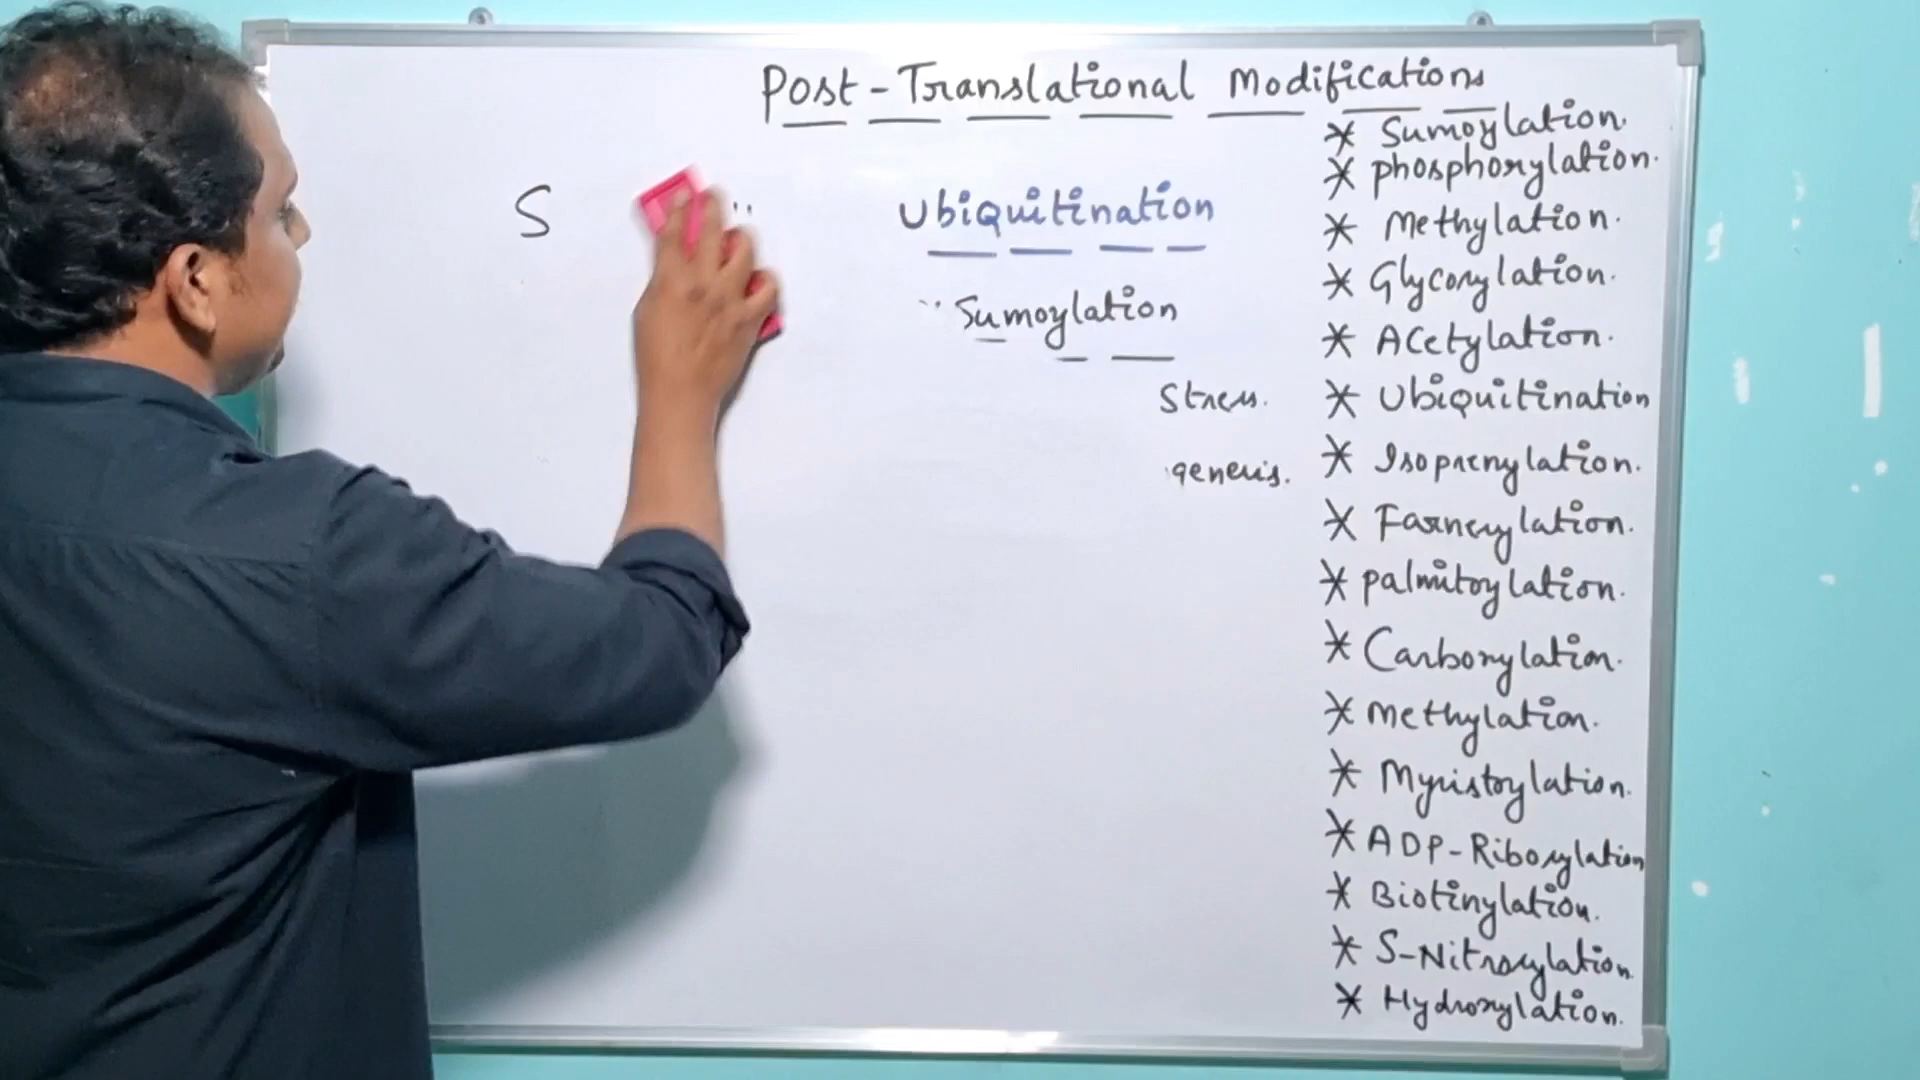 Post-Translational Modifications
* Sumoylation.
* phosphorylation.
* Methylation.
* Glycosylation.
* Acetylation.
* Ubiquitination
* Isoprenylation.
* Farnesylation.
* palmitoylation.
* Carboxylation.
* methylation.
* Myristoylation.
* ADP-Ribosylation
* Biotinylation.
* S-Nitrosylation.
* Hydroxylation.
S
Ubiquitination
Sumoylation
Stress.
genesis.